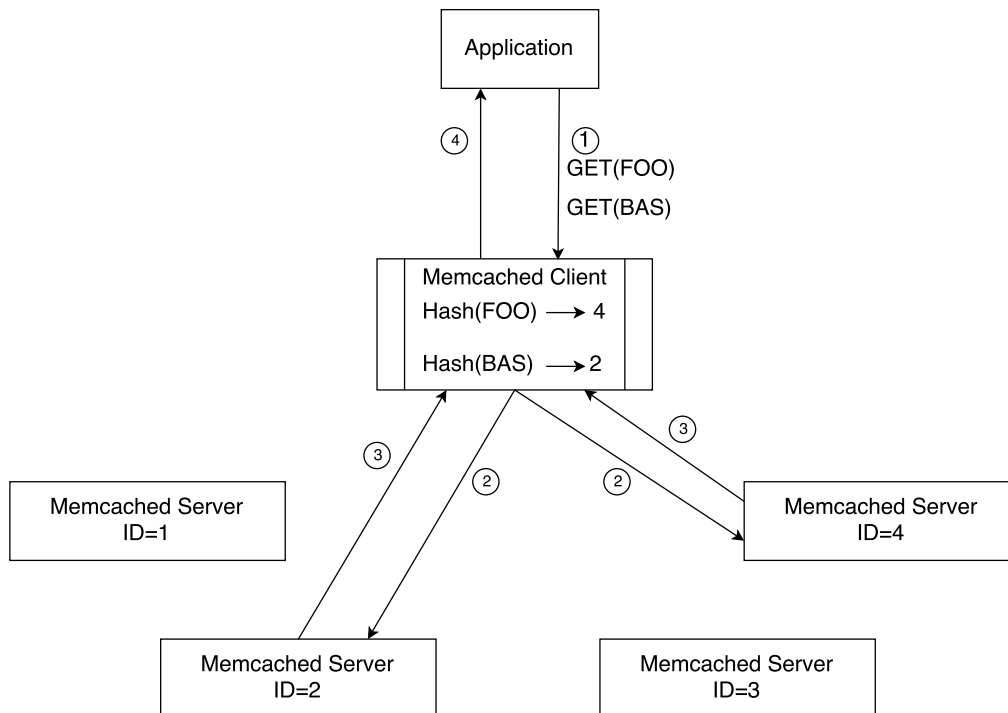 Application
④
①
GET(FOO)
GET(BAS)
Memcached Client
Hash(FOO) → 4
Hash(BAS) → 2
③
③
②
②
Memcached Server
ID=1
Memcached Server
ID=4
Memcached Server
ID=2
Memcached Server
ID=3